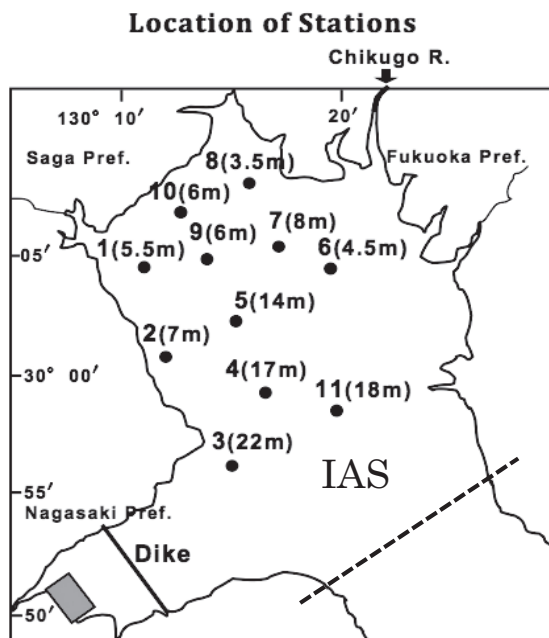 Location of Stations
Chikugo R.
130° 10′
20′
Saga Pref.
Fukuoka Pref.
8(3.5m)
10(6m)
7(8m)
9(6m)
6(4.5m)
1(5.5m)
05′
5(14m)
2(7m)
4(17m)
30° 00′
11(18m)
3(22m)
IAS
55′
Nagasaki Pref.
Dike
50′